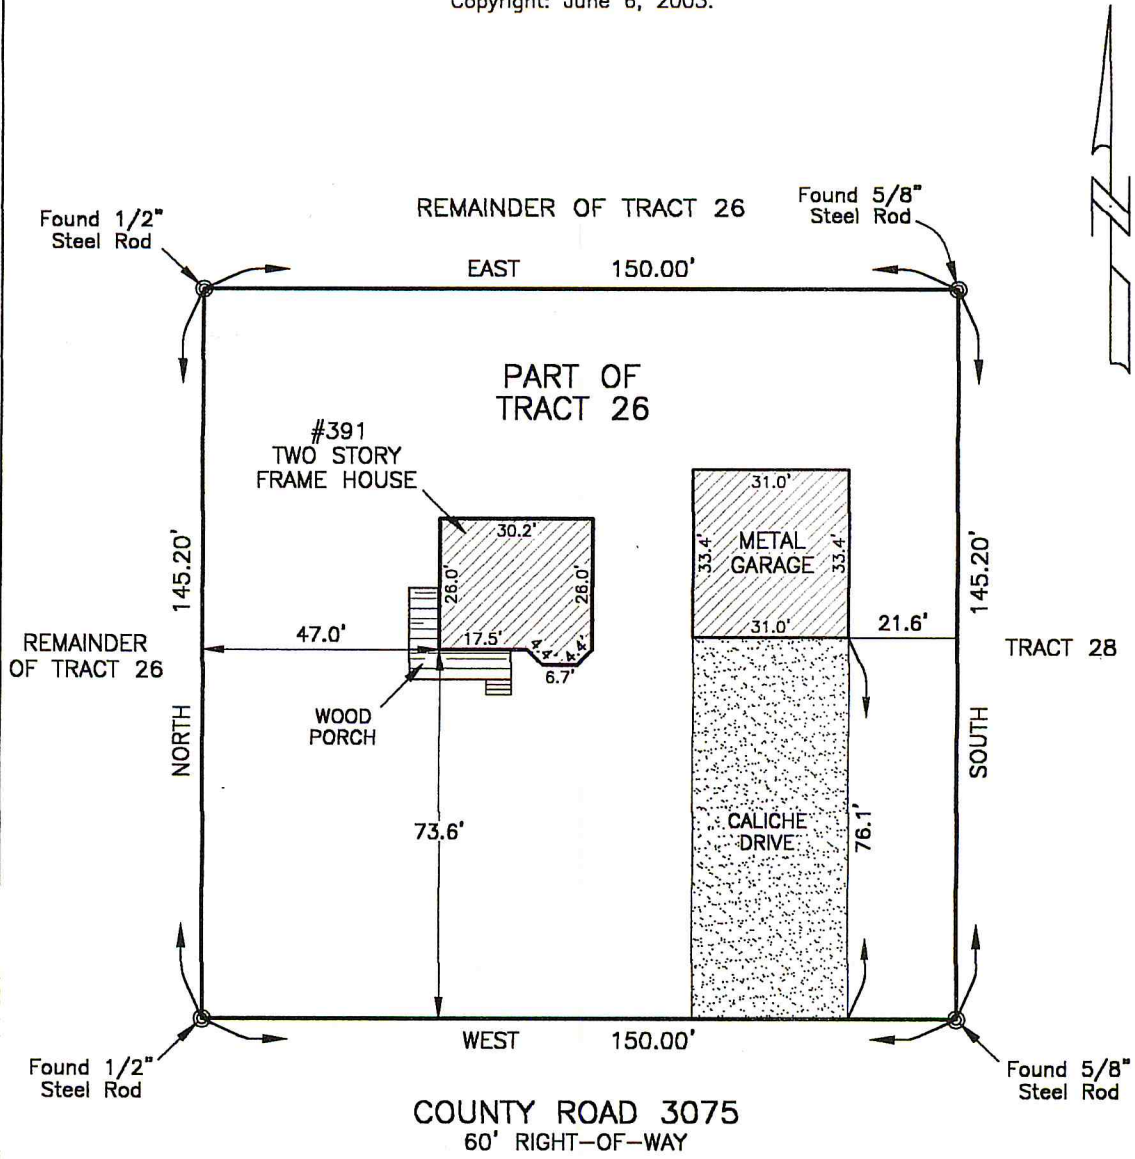 Copyright: June 6, 2003.
REMAINDER OF TRACT 26
Found 1/2"
Steel Rod
Found 5/8"
Steel Rod
EAST 150.00'
N
PART OF
TRACT 26
#391
TWO STORY
FRAME HOUSE
30.2'
26.0'
26.0'
17.5'
4.4'
4.4'
6.7'
31.0'
33.4'
METAL
GARAGE
33.4'
31.0'
21.6'
145.20'
NORTH
145.20'
SOUTH
REMAINDER
OF TRACT 26
47.0'
TRACT 28
WOOD
PORCH
73.6'
CALICHE
DRIVE
76.1'
WEST 150.00'
Found 1/2"
Steel Rod
Found 5/8"
Steel Rod
COUNTY ROAD 3075
60' RIGHT-OF-WAY